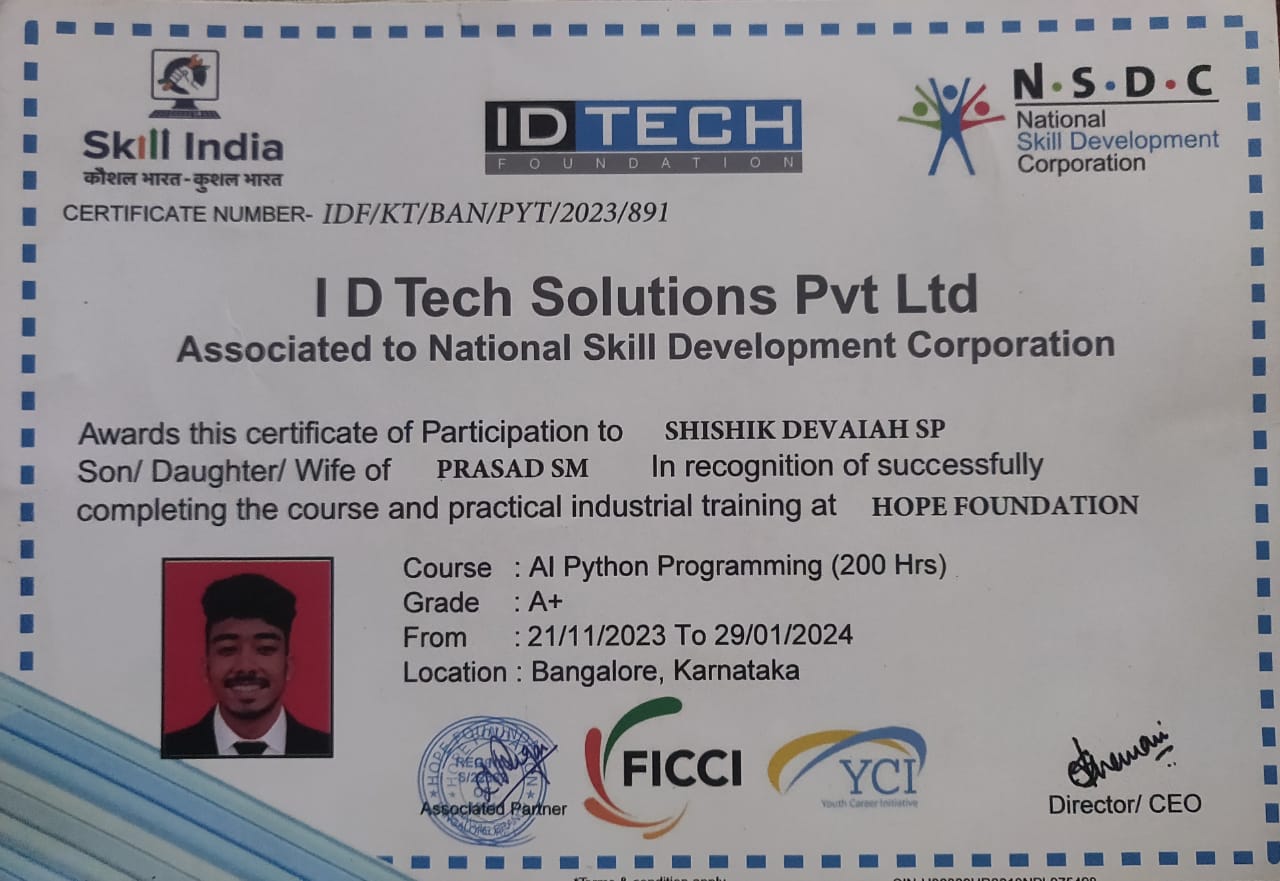 Skill India
कौशल भारत-कुशल भारत
ID TECH
FOUNDATION
N·S·D·C
National
Skill Development
Corporation
CERTIFICATE NUMBER- IDF/KT/BAN/PYT/2023/891
I D Tech Solutions Pvt Ltd
Associated to National Skill Development Corporation
Awards this certificate of Participation to SHISHIK DEVAIAH SP
Son/ Daughter/ Wife of PRASAD SM In recognition of successfully
completing the course and practical industrial training at HOPE FOUNDATION
Course : AI Python Programming (200 Hrs)
Grade : A+
From : 21/11/2023 To 29/01/2024
Location : Bangalore, Karnataka
HOPE FOUNDATION
Associated Partner
FICCI
YCI
Youth Career Initiative
Director/ CEO